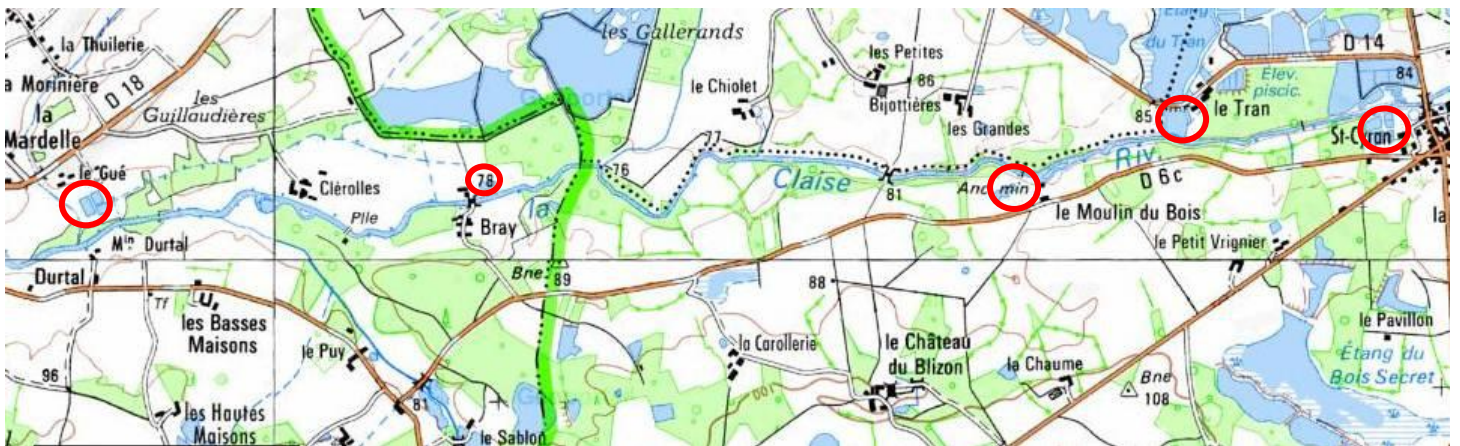 la Thuilerie
a Morinière
la
Mardelle
D 18
les
Guillaudières
le Gué
Clérolles
Plle
Mⁱⁿ Durtal
Durtal
Tf
les Basses
Maisons
96
les Hautes
Maisons
le Puy
81
le Sablon
78
Bray
la
Bne
89
76
77
les Gallerands
le Chiolet
les Petites
86
Bijottières
les Grandes
Claise
81
Anc
min
Riv
D 6c
le Moulin du Bois
le Petit Vrignier
88
la Carollerie
le Château
du Blizon
la Chaume
Bne
108
100
Étang
du Tran
D 14
84
Elev.
piscic.
85
le Tran
St-Cyran
la
le Pavillon
Étang du
Bois Secret